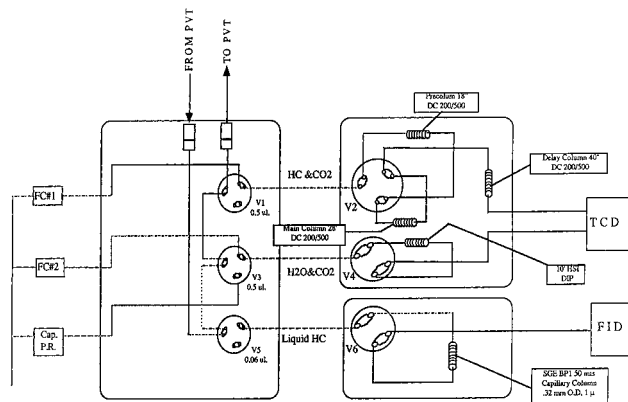 FROM PVT
TO PVT
Precolumn 18"
DC 200/500
Delay Column 40"
DC 200/500
HC &CO2
FC#1
V1
0.5 uL
V2
TCD
Main Column 28'
DC 200/500
FC#2
V3
0.5 uL
H2O&CO2
V4
10' HSt
DIP
Cap.
P.R.
Liquid HC
V5
0.06 uL
V6
FID
SGE BP1 50 mts
Capillary Column
.32 mm O.D. 1 µ